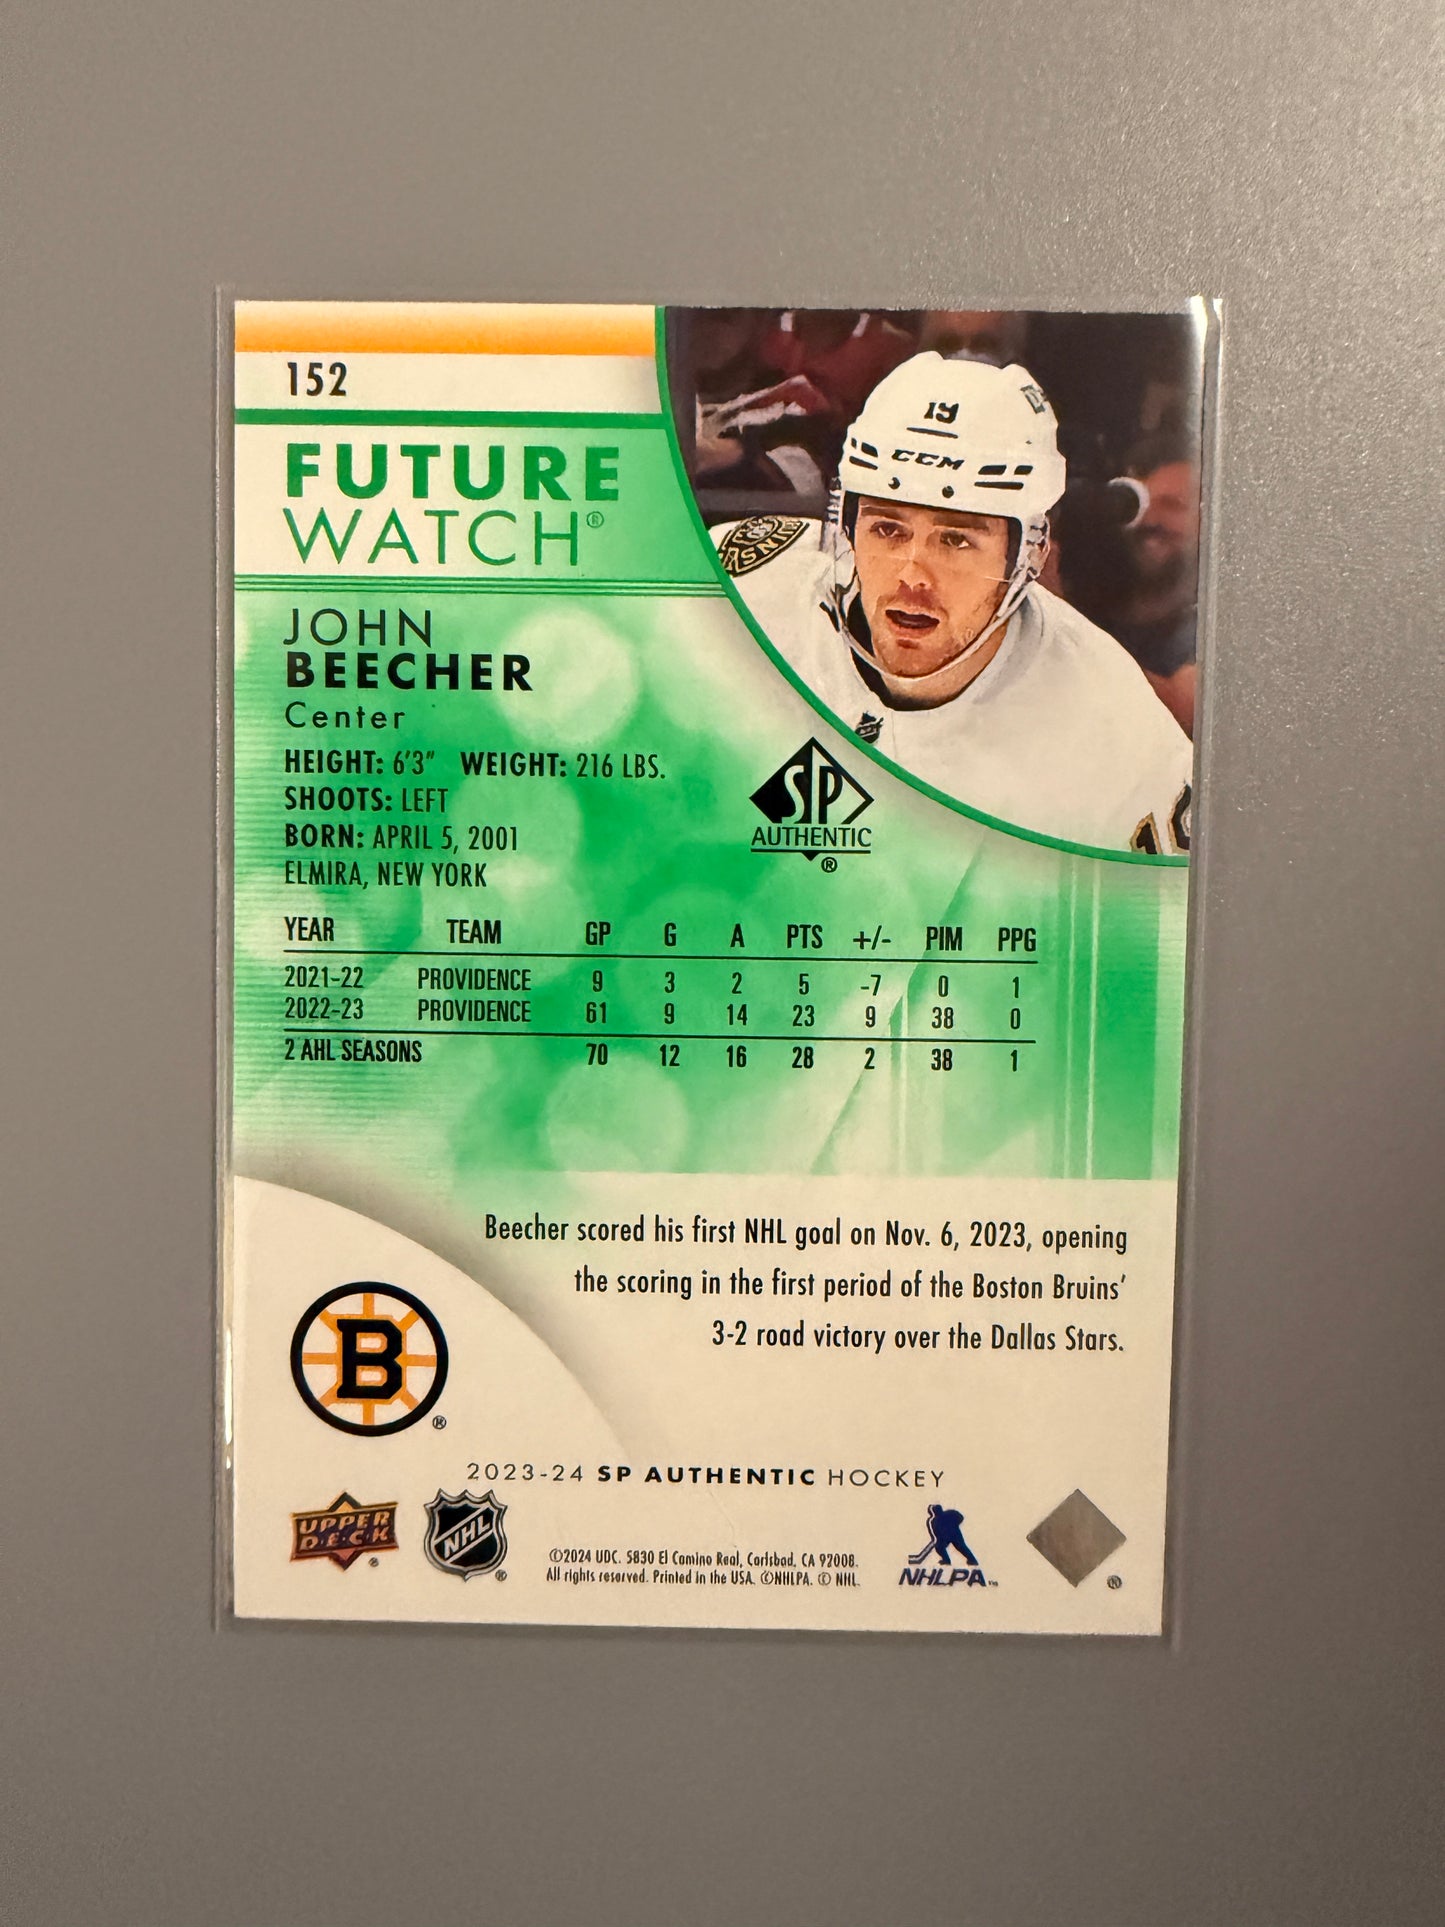 152
FUTURE
WATCH®
19
CCM
JOHN
BEECHER
Center
HEIGHT: 6'3" WEIGHT: 216 LBS.
SHOOTS: LEFT
BORN: APRIL 5, 2001
ELMIRA, NEW YORK
SP
AUTHENTIC
®
YEAR TEAM GP G A PTS +/- PIM PPG
2021-22 PROVIDENCE 9 3 2 5 -7 0 1
2022-23 PROVIDENCE 61 9 14 23 9 38 0
2 AHL SEASONS 70 12 16 28 2 38 1
Beecher scored his first NHL goal on Nov. 6, 2023, opening
the scoring in the first period of the Boston Bruins'
3-2 road victory over the Dallas Stars.
B
®
2023-24 SP AUTHENTIC HOCKEY
UPPER
DECK
®
NHL
®
©2024 UDC. 5830 El Camino Real, Carlsbad, CA 92008.
All rights reserved. Printed in the USA. ©NHLPA. © NHL.
NHLPA™
®